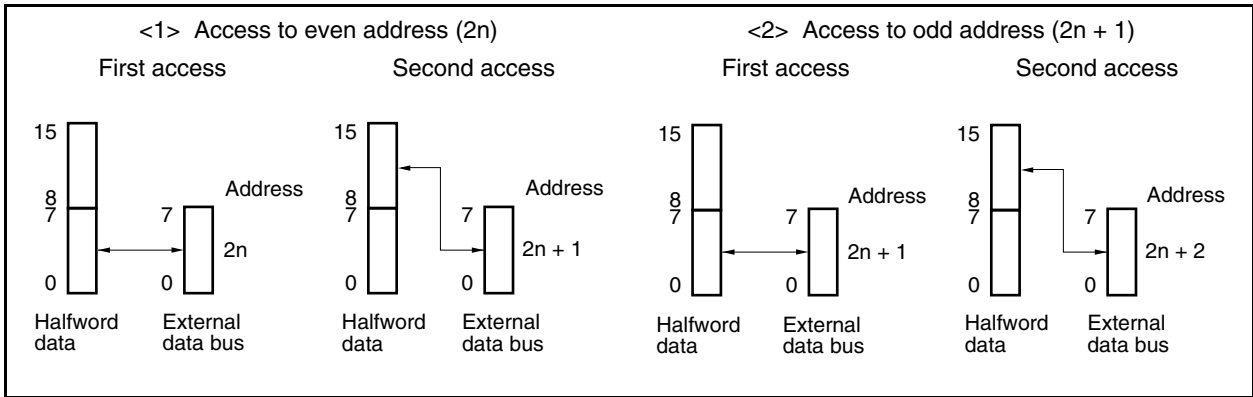 <1> Access to even address (2n)
First access
Second access
15
8
7
0
7
0
Address
2n
Halfword
data
External
data bus
15
8
7
0
7
0
Address
2n + 1
Halfword
data
External
data bus
<2> Access to odd address (2n + 1)
First access
Second access
15
8
7
0
7
0
Address
2n + 1
Halfword
data
External
data bus
15
8
7
0
7
0
Address
2n + 2
Halfword
data
External
data bus